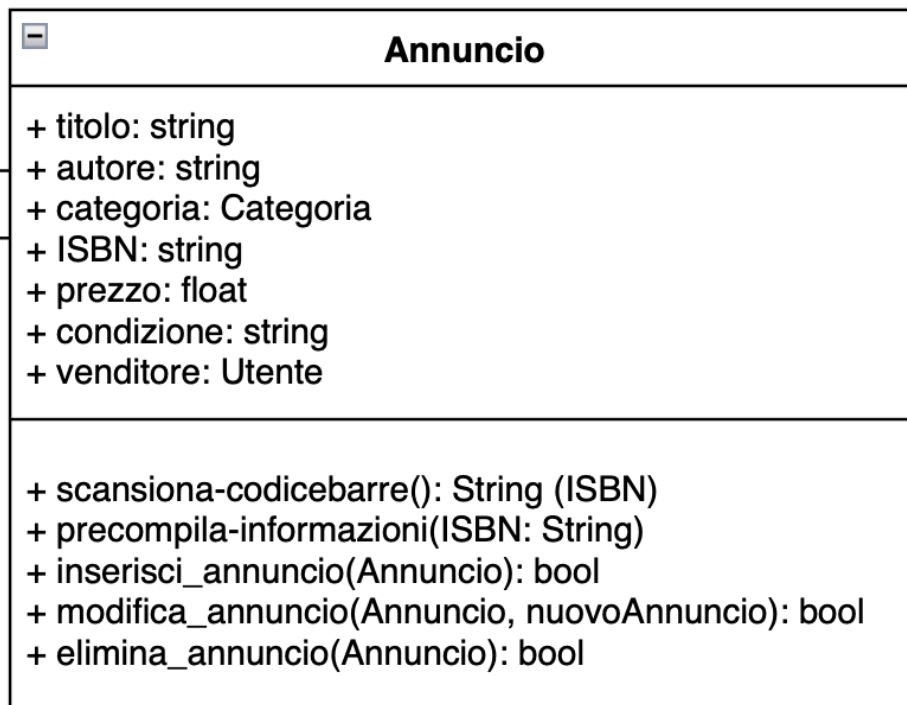 Annuncio
+ titolo: string
+ autore: string
+ categoria: Categoria
+ ISBN: string
+ prezzo: float
+ condizione: string
+ venditore: Utente
+ scansiona-codicebarre(): String (ISBN)
+ precompila-informazioni(ISBN: String)
+ inserisci_annuncio(Annuncio): bool
+ modifica_annuncio(Annuncio, nuovoAnnuncio): bool
+ elimina_annuncio(Annuncio): bool